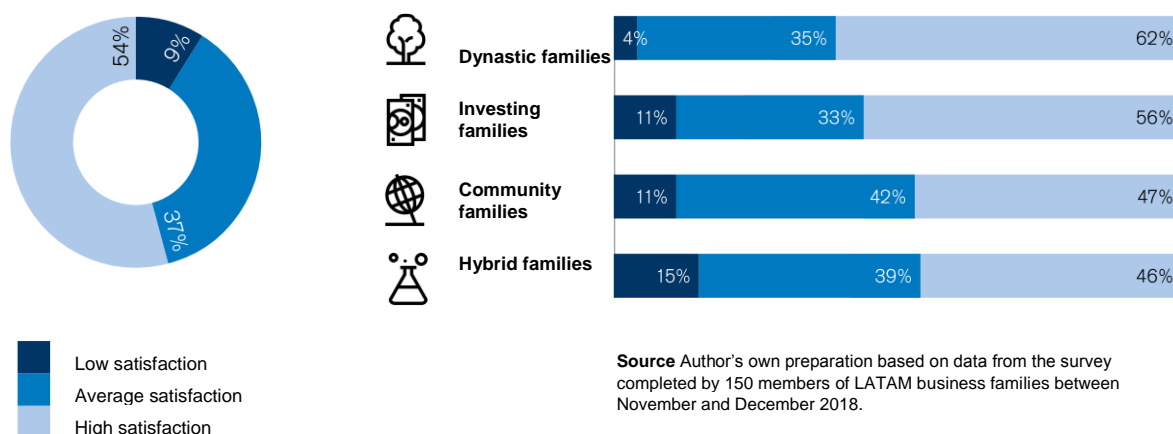 54%
9%
37%
Dynastic families
4%
35%
62%
Investing
families
11%
33%
56%
Community
families
11%
42%
47%
Hybrid families
15%
39%
46%
Low satisfaction
Average satisfaction
High satisfaction
Source Author's own preparation based on data from the survey
completed by 150 members of LATAM business families between
November and December 2018.